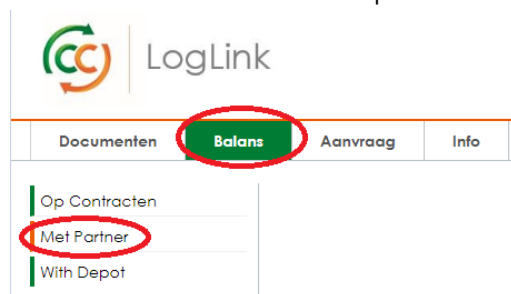 CC LogLink
Documenten Balans Aanvraag Info
Op Contracten
Met Partner
With Depot